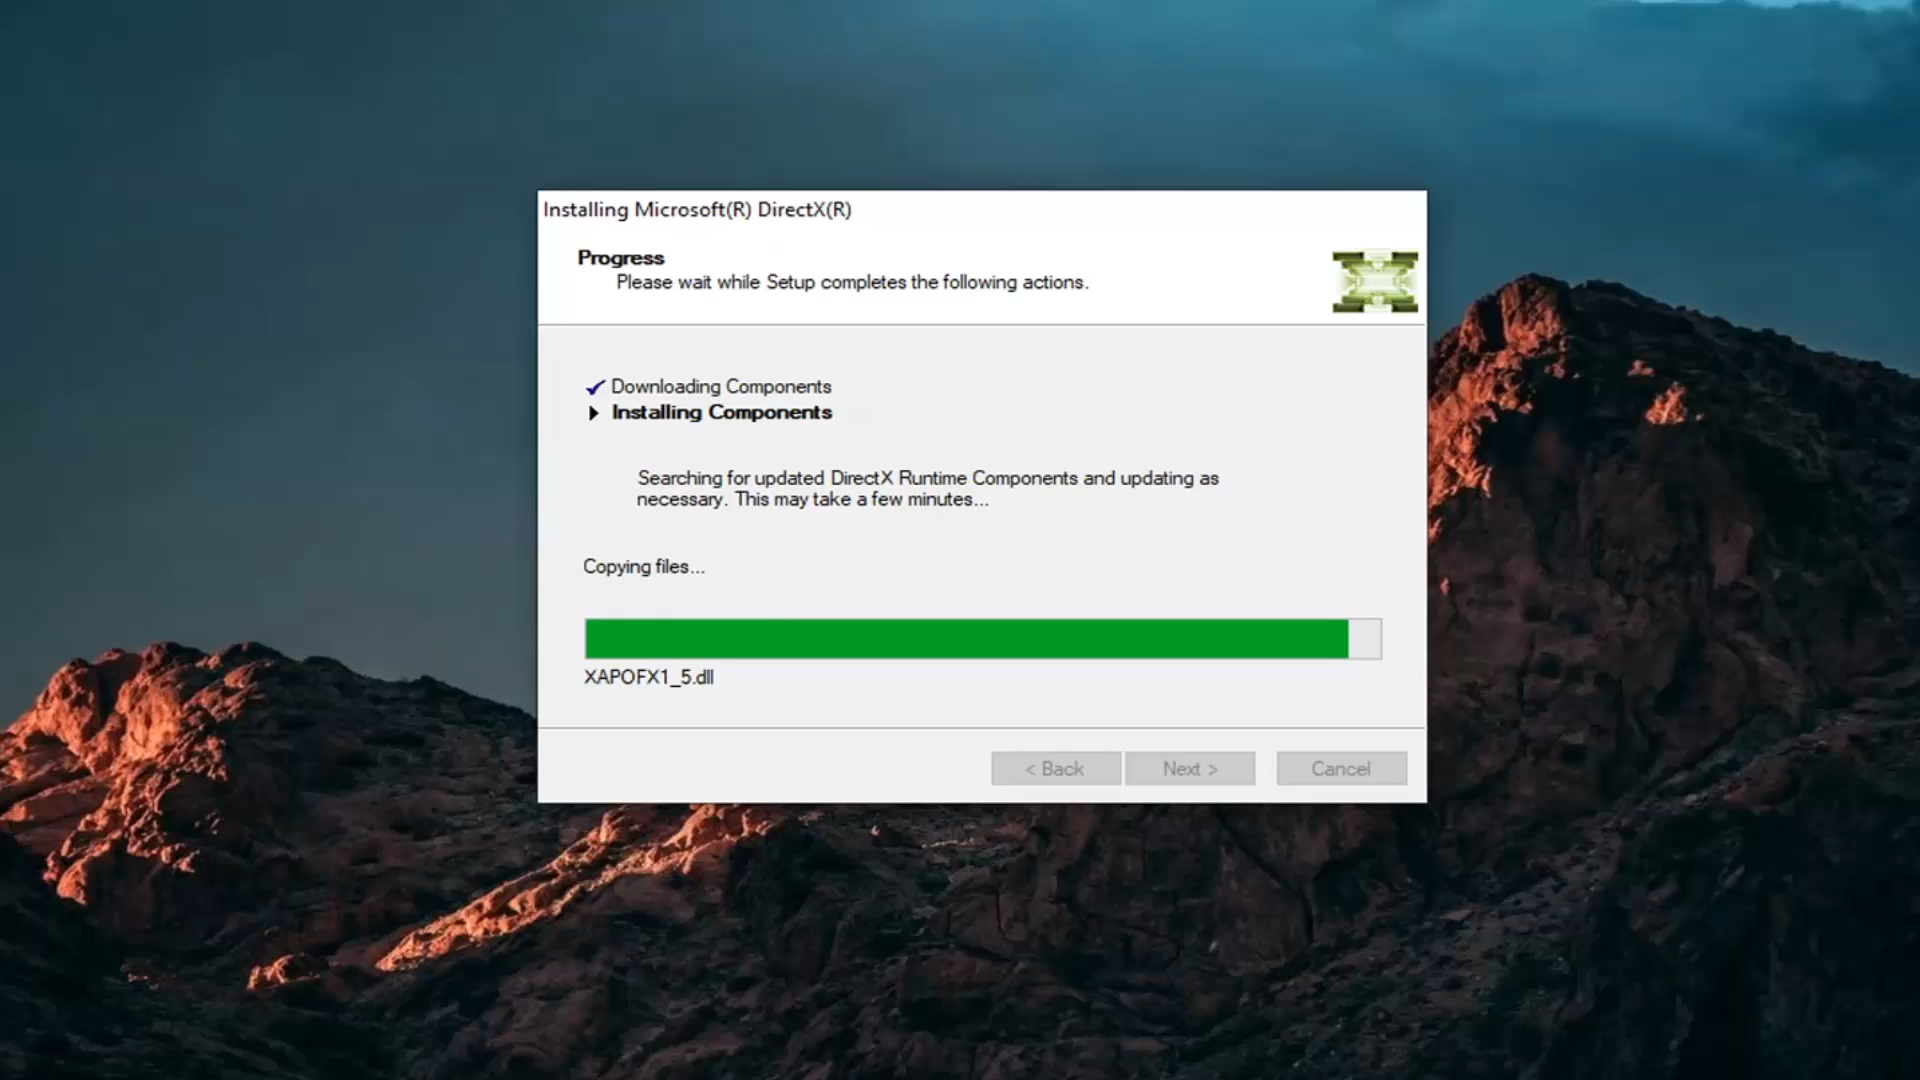 Installing Microsoft(R) DirectX(R)
Progress
Please wait while Setup completes the following actions.
Downloading Components
Installing Components
Searching for updated DirectX Runtime Components and updating as
necessary. This may take a few minutes...
Copying files...
XAPOFX1_5.dll
< Back
Next >
Cancel